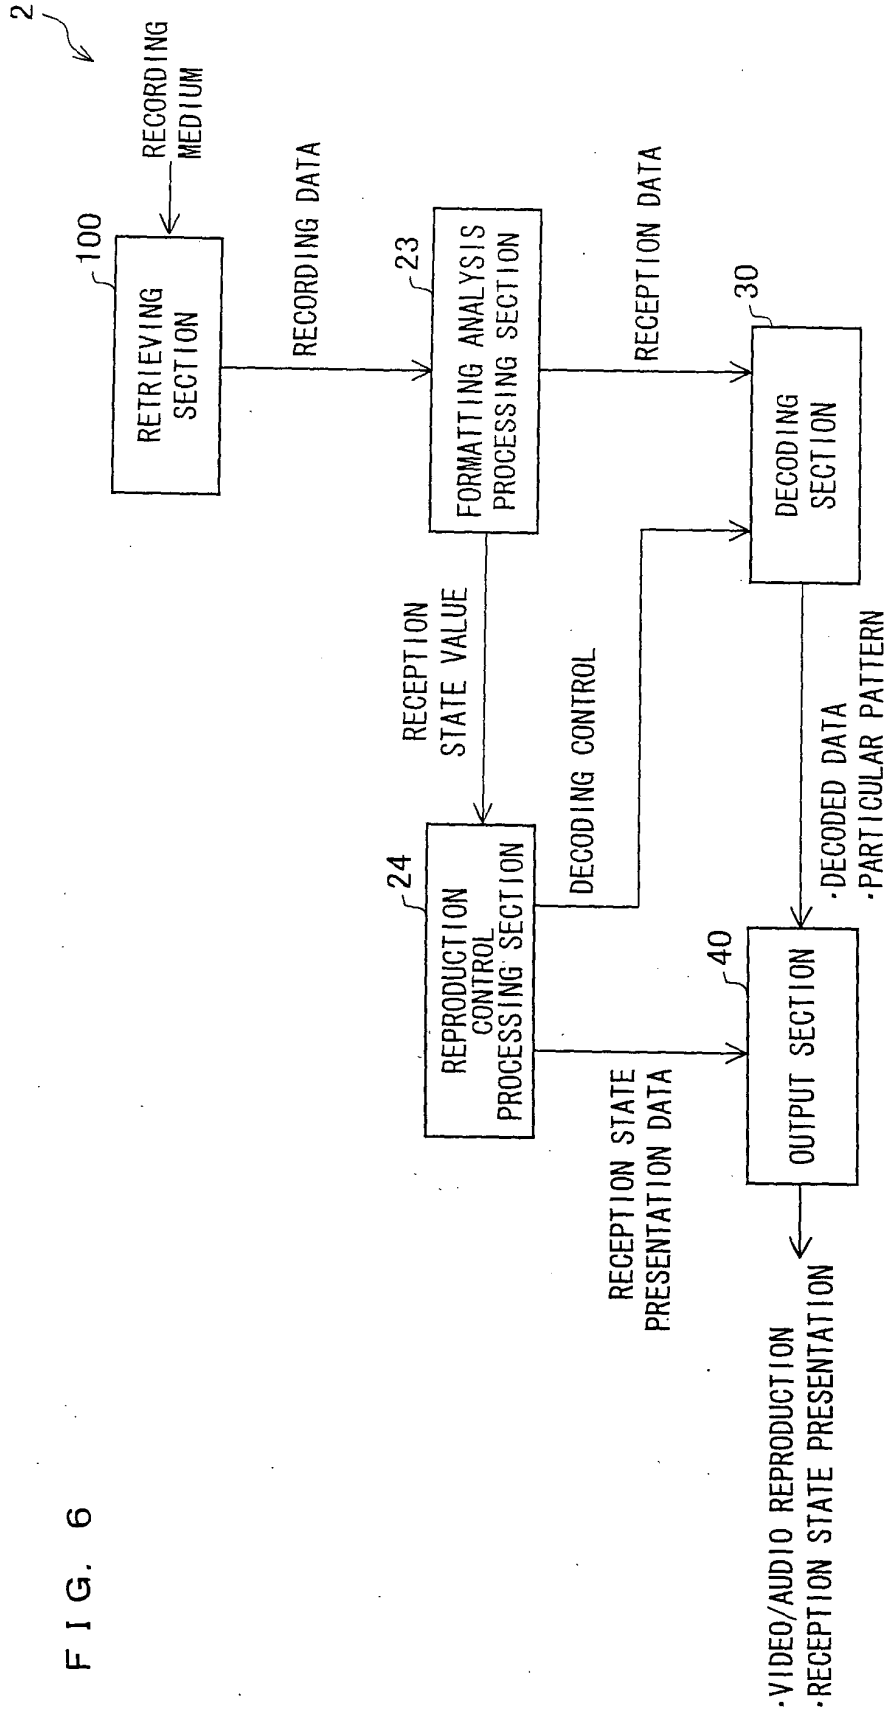 FIG. 6
2
RECORDING
MEDIUM
100
RETRIEVING
SECTION
RECORDING DATA
23
FORMATTING ANALYSIS
PROCESSING SECTION
RECEPTION
STATE VALUE
RECEPTION DATA
24
REPRODUCTION
CONTROL
PROCESSING SECTION
DECODING CONTROL
30
DECODING
SECTION
RECEPTION STATE
PRESENTATION DATA
·DECODED DATA
·PARTICULAR PATTERN
40
OUTPUT SECTION
·VIDEO/AUDIO REPRODUCTION
·RECEPTION STATE PRESENTATION